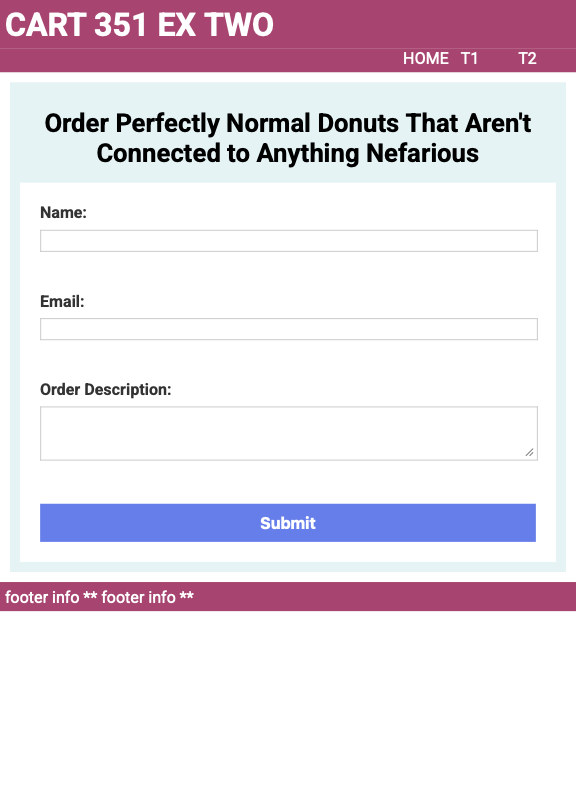 CART 351 EX TWO
HOME T1 T2
Order Perfectly Normal Donuts That Aren't
Connected to Anything Nefarious
Name:
Email:
Order Description:
Submit
footer info ** footer info **